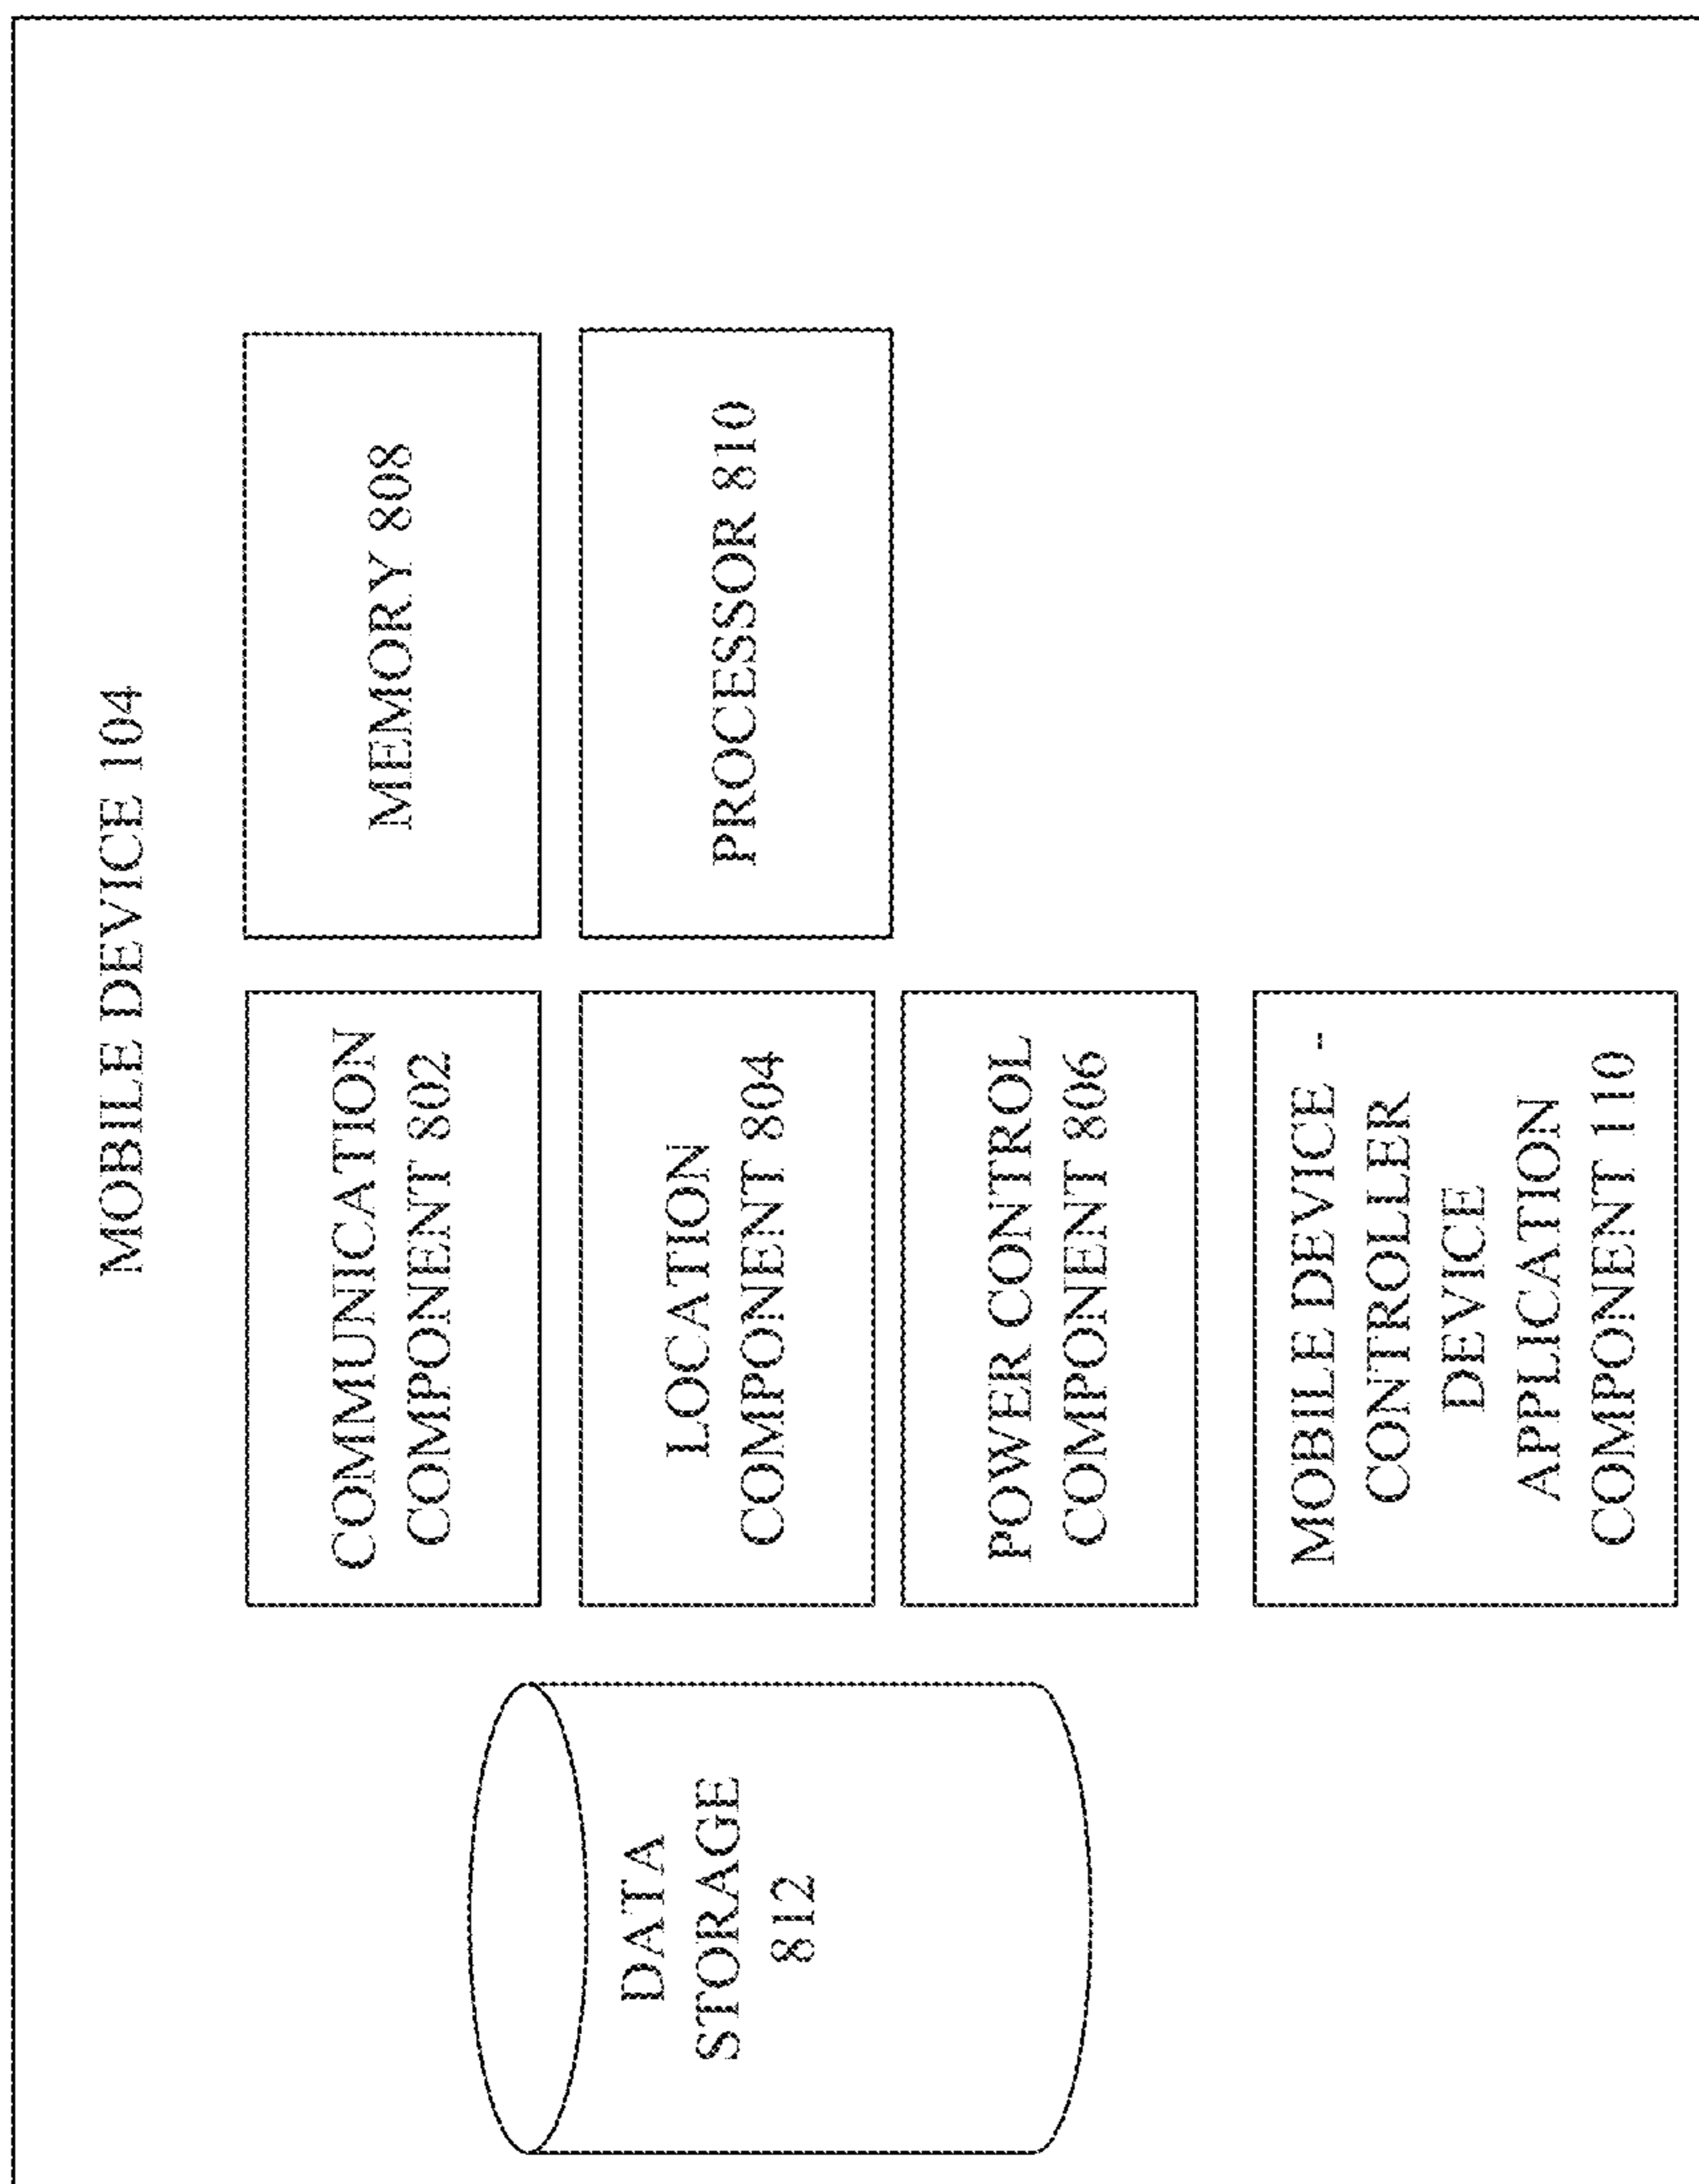 MOBILE DEVICE 104
DATA
STORAGE
812
COMMUNICATION
COMPONENT 802
LOCATION
COMPONENT 804
POWER CONTROL
COMPONENT 806
MOBILE DEVICE -
CONTROLLER
DEVICE
APPLICATION
COMPONENT 110
MEMORY 808
PROCESSOR 810